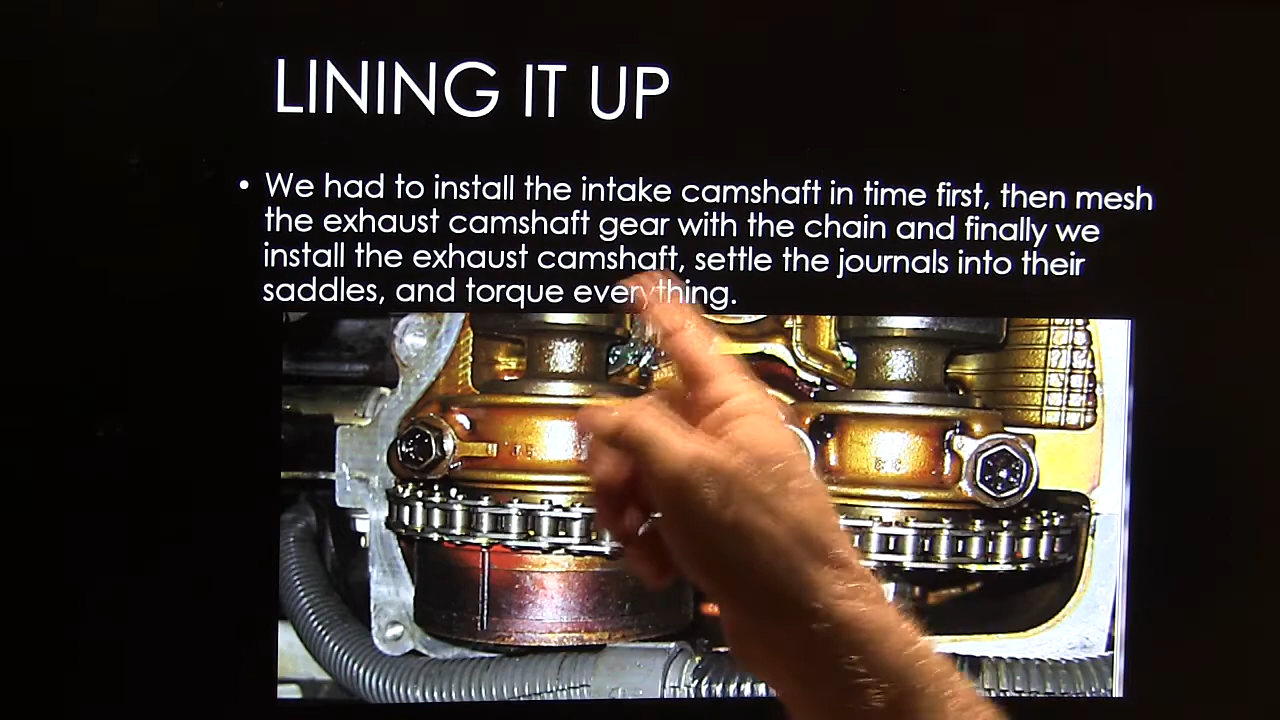 LINING IT UP
• We had to install the intake camshaft in time first, then mesh
the exhaust camshaft gear with the chain and finally we
install the exhaust camshaft, settle the journals into their
saddles, and torque everything.